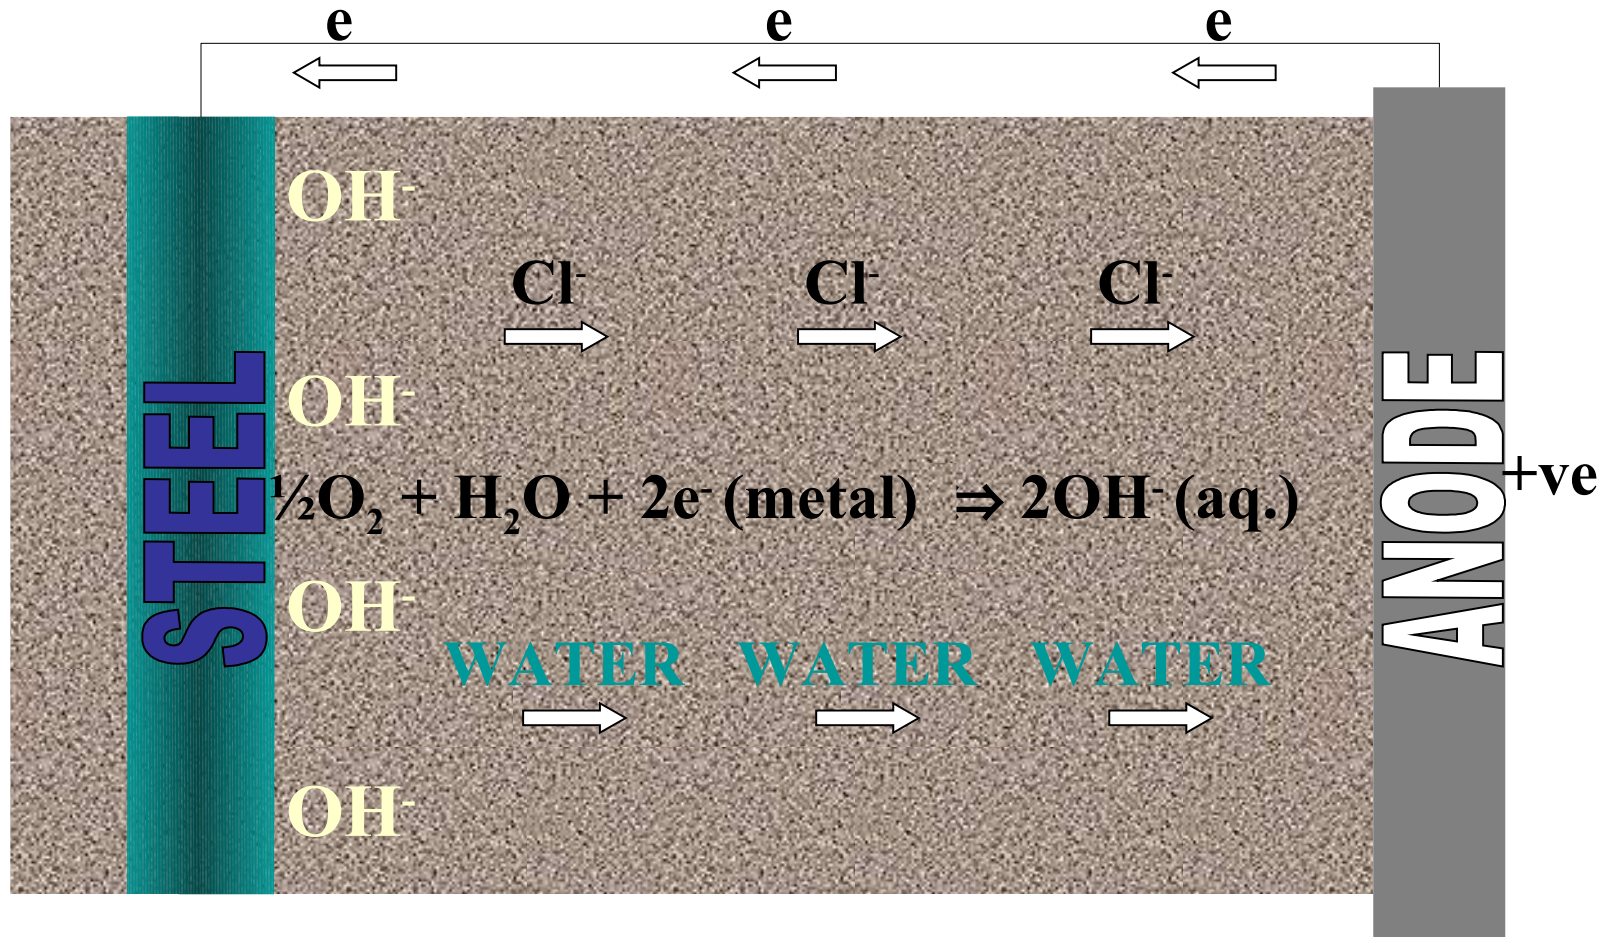 e e e
OH⁻
Cl⁻ Cl⁻ Cl⁻
OH⁻
STEEL
½O₂ + H₂O + 2e⁻ (metal) ⇒ 2OH⁻ (aq.)
ANODE
+ve
OH⁻
WATER WATER WATER
OH⁻